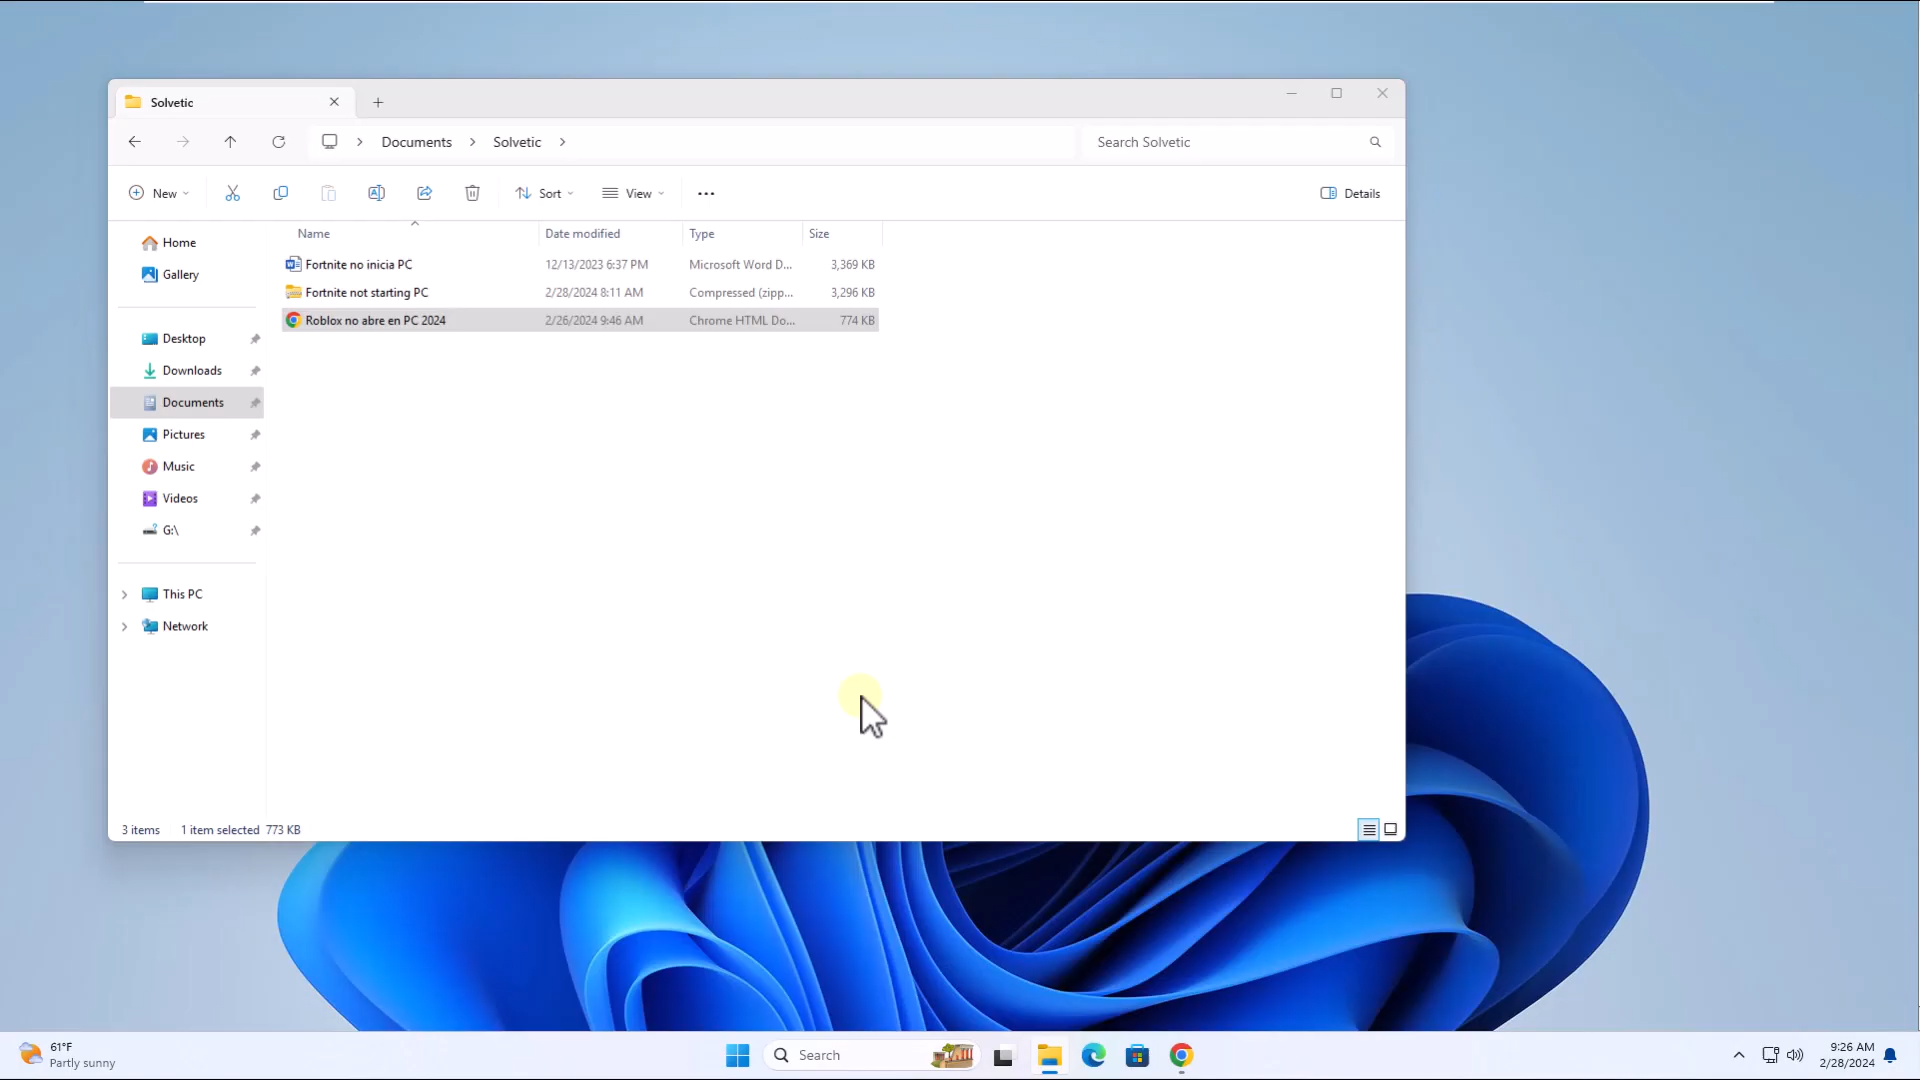 Solvetic
Documents
Solvetic
Search Solvetic
New
Sort
View
Details
Name
Date modified
Type
Size
Home
Gallery
Desktop
Downloads
Documents
Pictures
Music
Videos
G:\
This PC
Network
Fortnite no inicia PC 12/13/2023 6:37 PM Microsoft Word D... 3,369 KB
Fortnite not starting PC 2/28/2024 8:11 AM Compressed (zipp... 3,296 KB
Roblox no abre en PC 2024 2/26/2024 9:46 AM Chrome HTML Do... 774 KB
3 items 1 item selected 773 KB
61°F
Partly sunny
Search
9:26 AM
2/28/2024